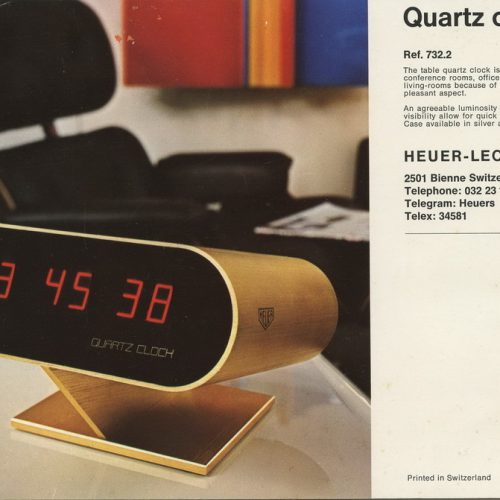 Quartz c
Ref. 732.2
The table quartz clock is
conference rooms, office
living-rooms because of
pleasant aspect.
An agreeable luminosity
visibility allow for quick
Case available in silver a
HEUER-LEO
2501 Bienne Switze
Telephone: 032 23
Telegram: Heuers
Telex: 34581
3 45 38
QUARTZ CLOCK
HEUER
Printed in Switzerland